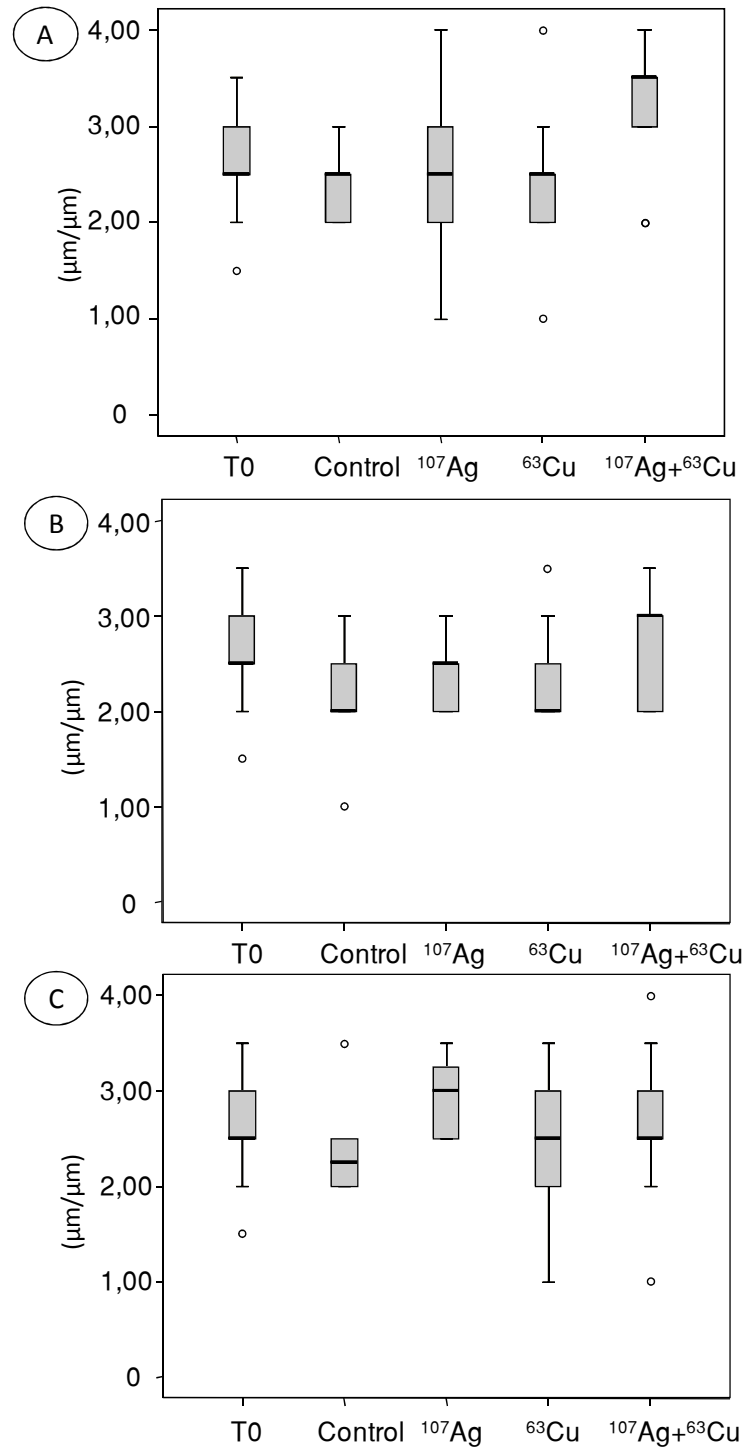 A
4,00
3,00
2,00
1,00
0
(µm/µm)
T0 Control ¹⁰⁷Ag ⁶³Cu ¹⁰⁷Ag+⁶³Cu
B
4,00
3,00
2,00
1,00
0
(µm/µm)
T0 Control ¹⁰⁷Ag ⁶³Cu ¹⁰⁷Ag+⁶³Cu
C
4,00
3,00
2,00
1,00
0
(µm/µm)
T0 Control ¹⁰⁷Ag ⁶³Cu ¹⁰⁷Ag+⁶³Cu